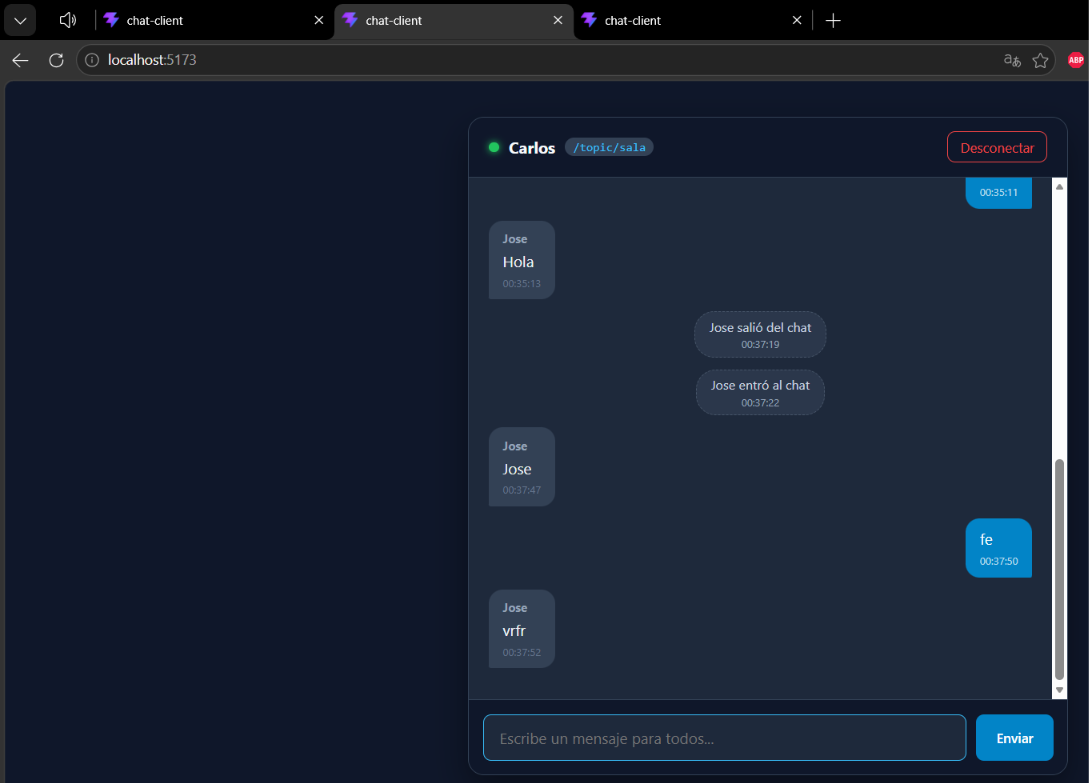 chat-client
chat-client
chat-client
localhost:5173
ABP
Carlos
/topic/sala
Desconectar
00:35:11
Jose
Hola
00:35:13
Jose salió del chat
00:37:19
Jose entró al chat
00:37:22
Jose
Jose
00:37:47
fe
00:37:50
Jose
vrfr
00:37:52
Escribe un mensaje para todos...
Enviar